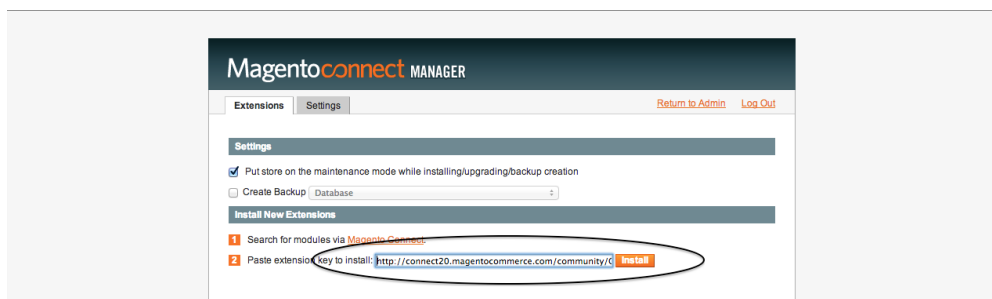 Magentoconnect MANAGER
Extensions Settings Return to Admin Log Out
Settings
Put store on the maintenance mode while installing/upgrading/backup creation
Create Backup Database
Install New Extensions
1 Search for modules via Magento Connect.
2 Paste extension key to install: http://connect20.magentocommerce.com/community/ Install